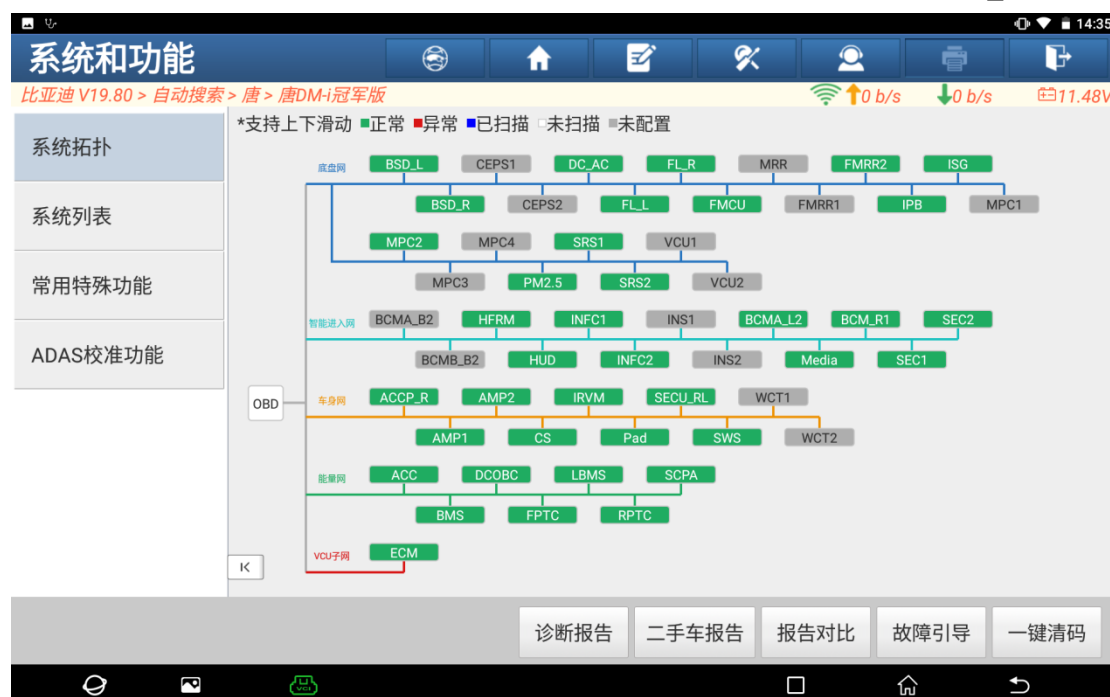 14:35
系统和功能
比亚迪 V19.80 > 自动搜索 > 唐 > 唐DM-i冠军版
0 b/s
0 b/s
11.48V
系统拓扑
系统列表
常用特殊功能
ADAS校准功能
*支持上下滑动 ■正常 ■异常 ■已扫描 □未扫描 ■未配置
底盘网 BSD_L CEPS1 DC_AC FL_R MRR FMRR2 ISG
BSD_R CEPS2 FL_L FMCU FMRR1 IPB MPC1
MPC2 MPC4 SRS1 VCU1
MPC3 PM2.5 SRS2 VCU2
智能进入网 BCMA_B2 HFRM INFC1 INS1 BCMA_L2 BCM_R1 SEC2
BCMB_B2 HUD INFC2 INS2 Media SEC1
OBD
车身网 ACCP_R AMP2 IRVM SECU_RL WCT1
AMP1 CS Pad SWS WCT2
能量网 ACC DCOBC LBMS SCPA
BMS FPTC RPTC
VCU子网 ECM
诊断报告 二手车报告 报告对比 故障引导 一键清码
VCI